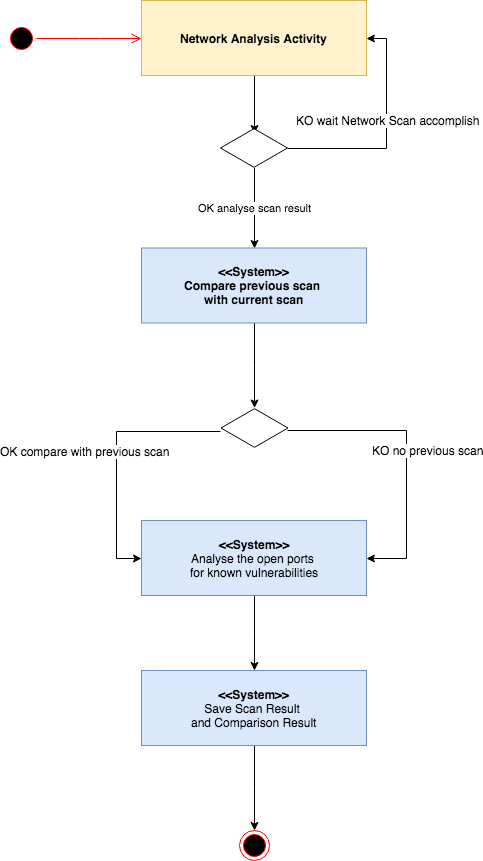 Network Analysis Activity
KO wait Network Scan accomplish
OK analyse scan result
<<System>>
Compare previous scan
with current scan
OK compare with previous scan
KO no previous scan
<<System>>
Analyse the open ports
for known vulnerabilities
<<System>>
Save Scan Result
and Comparison Result